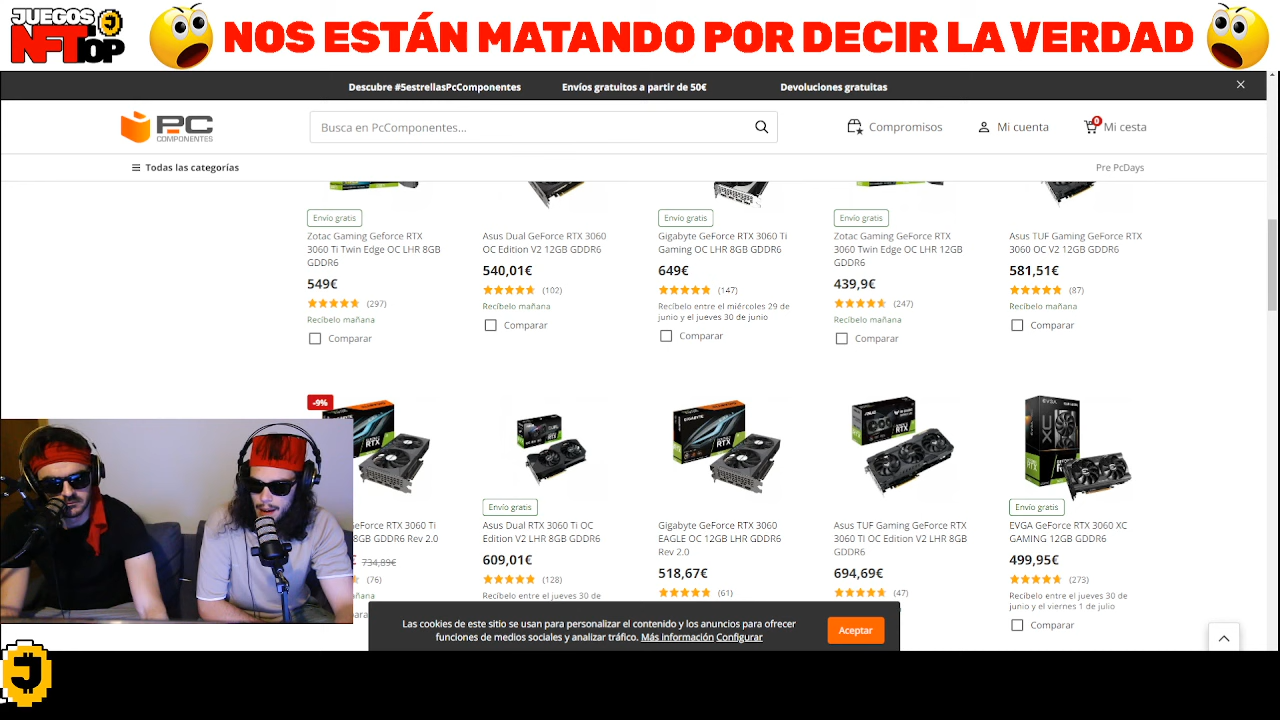 JUEGOS
NFT TOP
NOS ESTÁN MATANDO POR DECIR LA VERDAD
Descubre #5estrellasPcComponentes
Envíos gratuitos a partir de 50€
Devoluciones gratuitas
PC
COMPONENTES
Busca en PcComponentes...
Compromisos
Mi cuenta
0
Mi cesta
Todas las categorías
Pre PcDays
Envío gratis
Zotac Gaming Geforce RTX
3060 Ti Twin Edge OC LHR 8GB
GDDR6
549€
(297)
Recíbelo mañana
Comparar
Asus Dual GeForce RTX 3060
OC Edition V2 12GB GDDR6
540,01€
(102)
Recíbelo mañana
Comparar
Envío gratis
Gigabyte GeForce RTX 3060 Ti
Gaming OC LHR 8GB GDDR6
649€
(147)
Recíbelo entre el miércoles 29 de
junio y el jueves 30 de junio
Comparar
Envío gratis
Zotac Gaming GeForce RTX
3060 Twin Edge OC LHR 12GB
GDDR6
439,9€
(247)
Recíbelo mañana
Comparar
Asus TUF Gaming GeForce RTX
3060 OC V2 12GB GDDR6
581,51€
(87)
Recíbelo mañana
Comparar
-9%
eForce RTX 3060 Ti
8GB GDDR6 Rev 2.0
734,89€
(76)
Envío gratis
Asus Dual RTX 3060 Ti OC
Edition V2 LHR 8GB GDDR6
609,01€
(128)
Recíbelo entre el jueves 30 de
Gigabyte GeForce RTX 3060
EAGLE OC 12GB LHR GDDR6
Rev 2.0
518,67€
(61)
Asus TUF Gaming GeForce RTX
3060 TI OC Edition V2 LHR 8GB
GDDR6
694,69€
(47)
Envío gratis
EVGA GeForce RTX 3060 XC
GAMING 12GB GDDR6
499,95€
(273)
Recíbelo entre el jueves 30 de
junio y el viernes 1 de julio
Comparar
Las cookies de este sitio se usan para personalizar el contenido y los anuncios para ofrecer
funciones de medios sociales y analizar tráfico. Más información Configurar
Aceptar